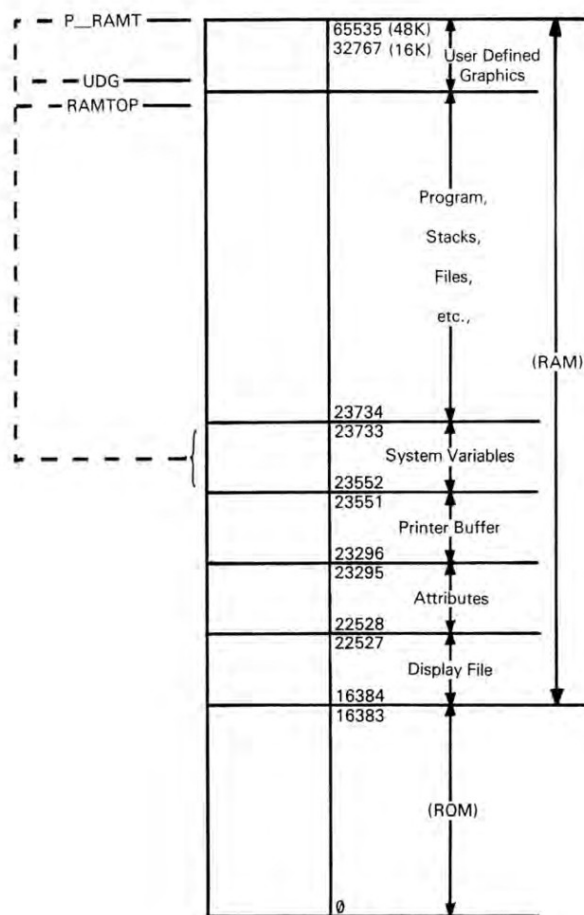 P__RAMT
65535 (48K)
32767 (16K)
User Defined
Graphics
UDG
RAMTOP
Program,
Stacks,
Files,
etc.,
(RAM)
23734
23733
System Variables
23552
23551
Printer Buffer
23296
23295
Attributes
22528
22527
Display File
16384
16383
(ROM)
Ø